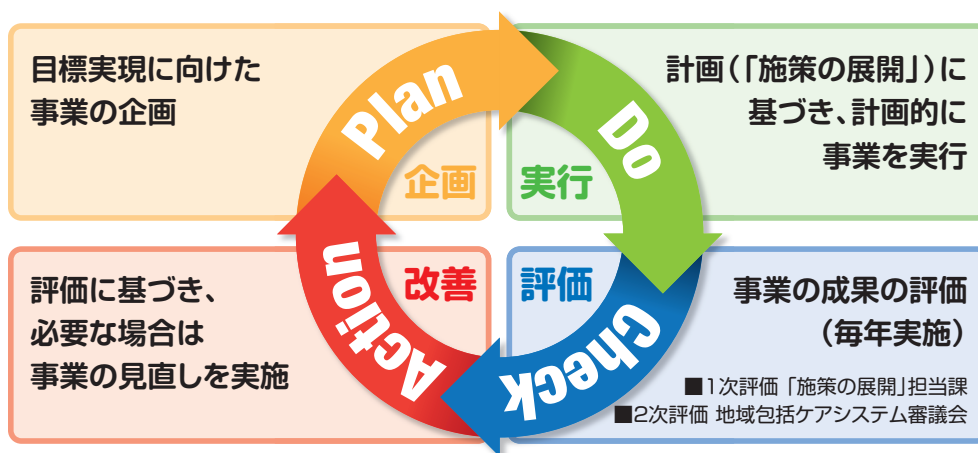 目標実現に向けた
事業の企画
Plan
企画
計画（「施策の展開」）に
基づき、計画的に
事業を実行
Do
実行
事業の成果の評価
（毎年実施）
■1次評価 「施策の展開」担当課
■2次評価 地域包括ケアシステム審議会
Check
評価
評価に基づき、
必要な場合は
事業の見直しを実施
Action
改善